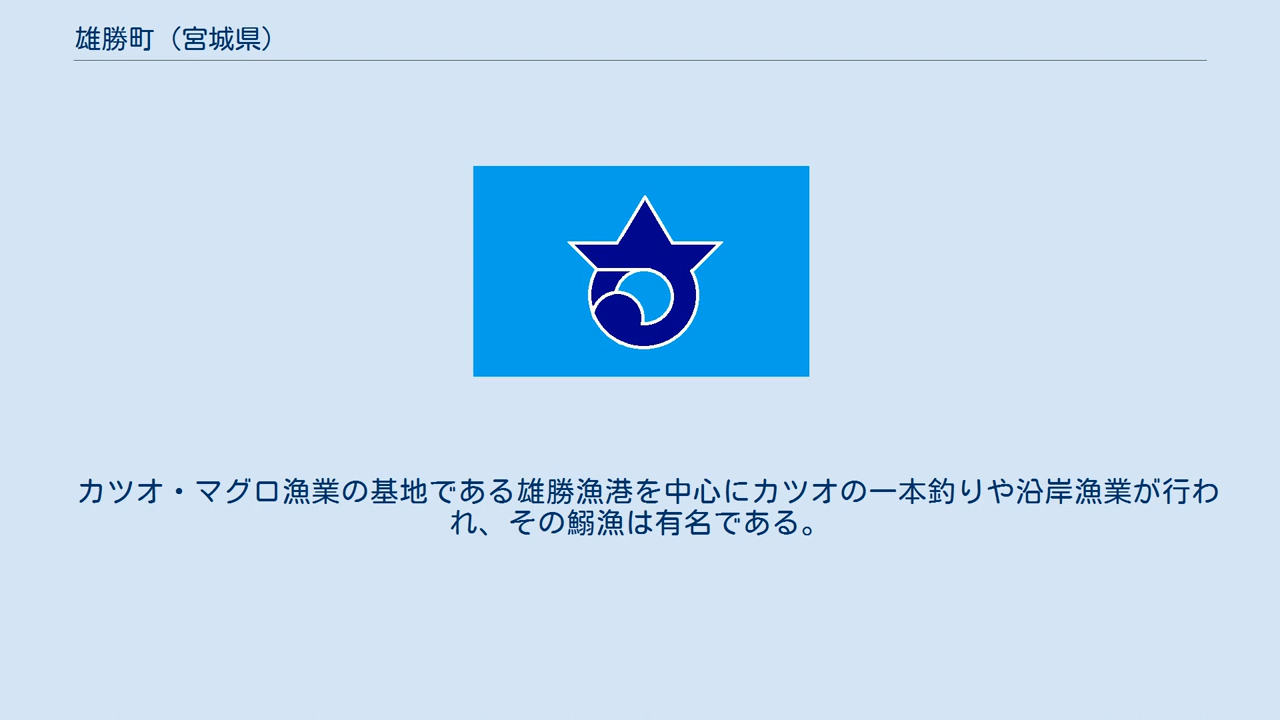 雄勝町（宮城県）
カツオ・マグロ漁業の基地である雄勝漁港を中心にカツオの一本釣りや沿岸漁業が行わ
れ、その鰯漁は有名である。